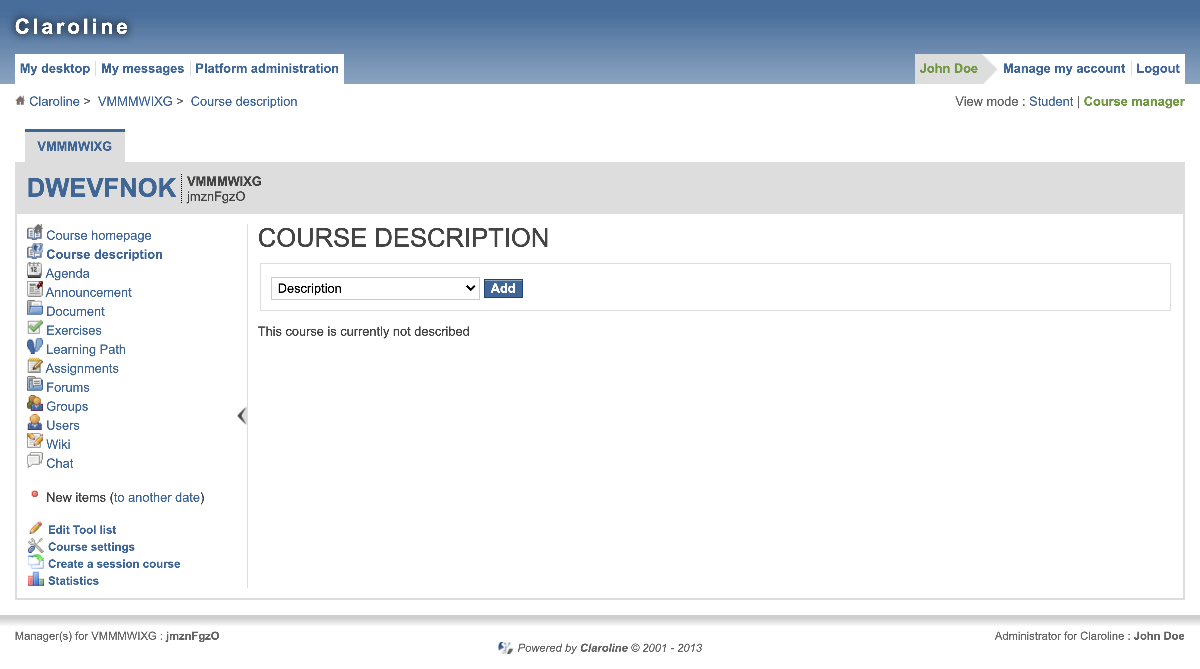 Claroline
My desktop My messages Platform administration
John Doe Manage my account Logout
Claroline > VMMMWIXG > Course description
View mode : Student | Course manager
VMMMWIXG
DWEVFNOK
VMMMWIXG
jmznFgzO
Course homepage
Course description
Agenda
Announcement
Document
Exercises
Learning Path
Assignments
Forums
Groups
Users
Wiki
Chat
New items (to another date)
Edit Tool list
Course settings
Create a session course
Statistics
COURSE DESCRIPTION
Description Add
This course is currently not described
Manager(s) for VMMMWIXG : jmznFgzO
Powered by Claroline © 2001 - 2013
Administrator for Claroline : John Doe